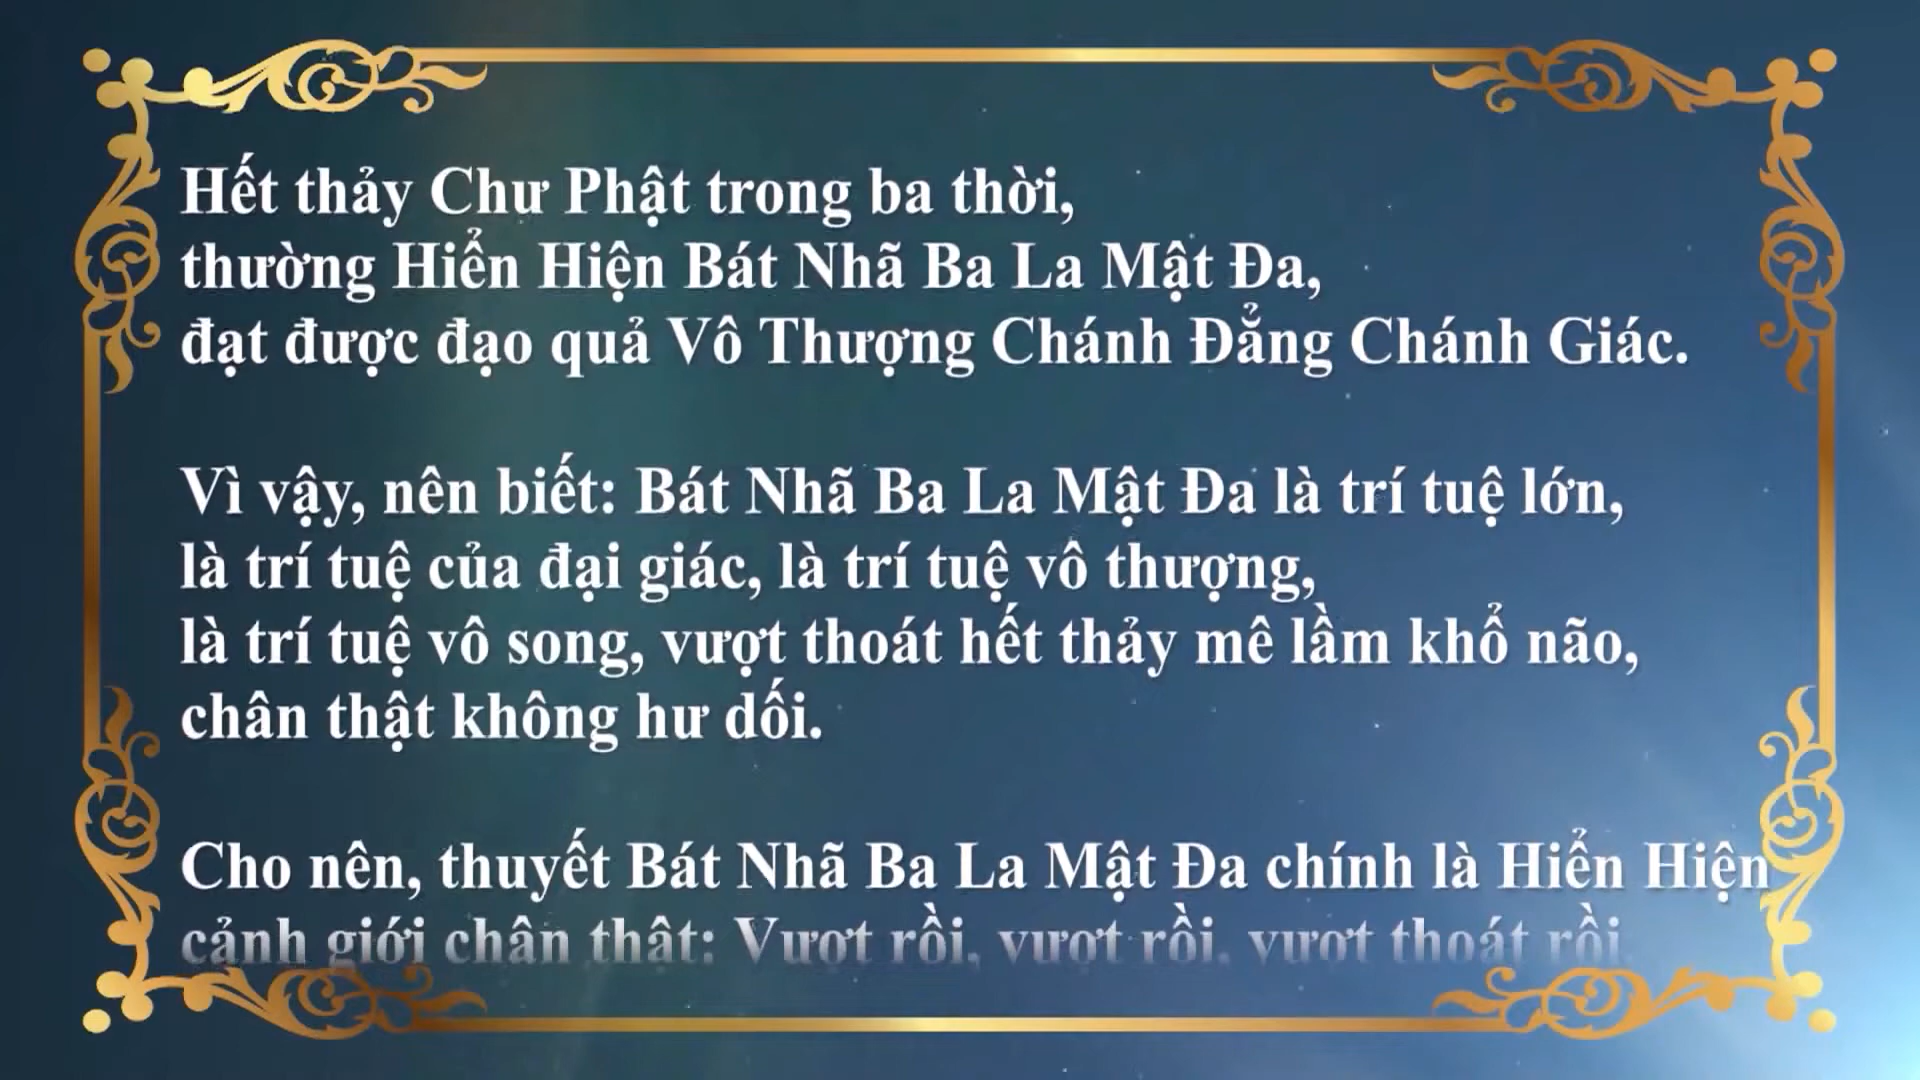 Hết thảy Chư Phật trong ba thời,
thường Hiển Hiện Bát Nhã Ba La Mật Đa,
đạt được đạo quả Vô Thượng Chánh Đẳng Chánh Giác.
Vì vậy, nên biết: Bát Nhã Ba La Mật Đa là trí tuệ lớn,
là trí tuệ của đại giác, là trí tuệ vô thượng,
là trí tuệ vô song, vượt thoát hết thảy mê lầm khổ não,
chân thật không hư dối.
Cho nên, thuyết Bát Nhã Ba La Mật Đa chính là Hiển Hiện
cảnh giới chân thật: Vượt rồi, vượt rồi, vượt thoát rồi,